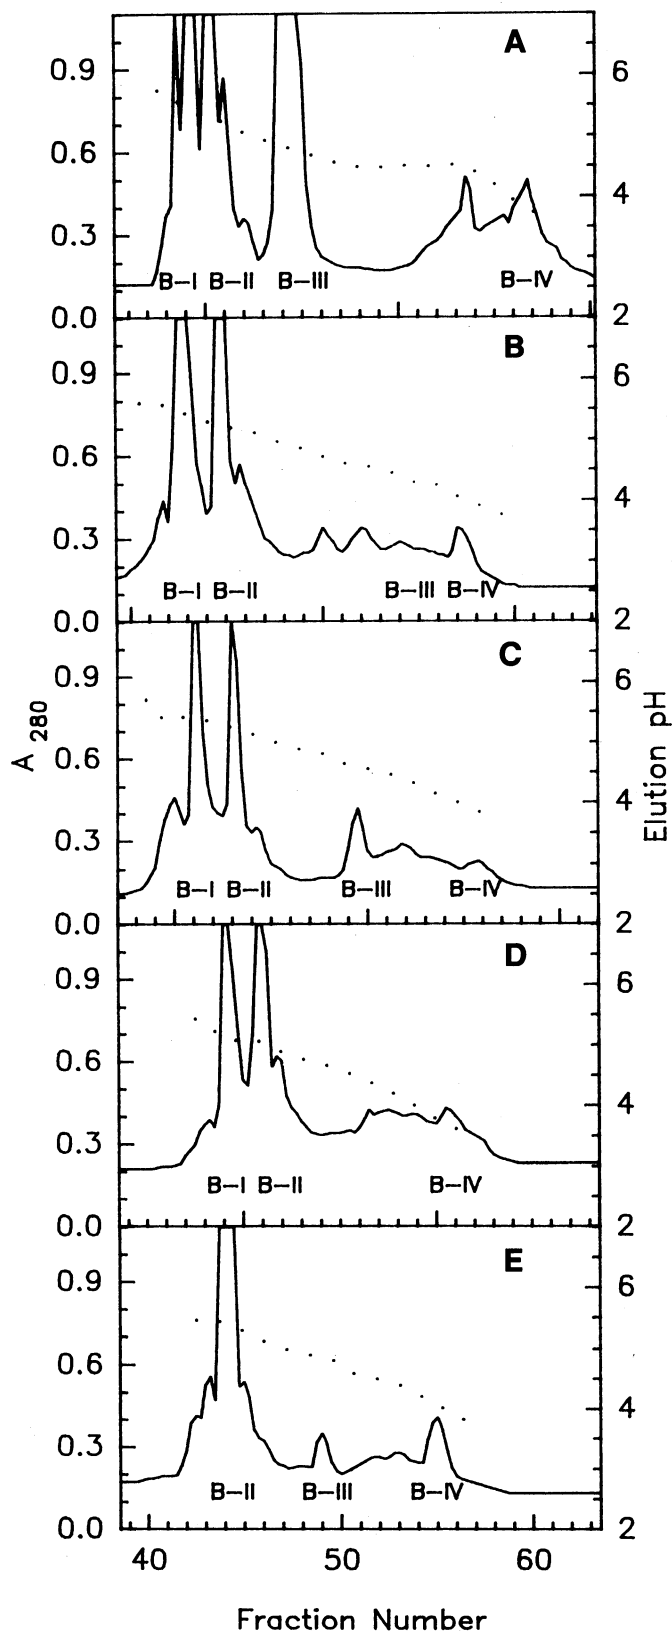 A
0.9
6
0.6
4
0.3
B–I B–II B–III B–IV
0.0
2
B
0.9
6
0.6
4
0.3
B–I B–II B–III B–IV
0.0
2
C
0.9
6
0.6
4
0.3
B–I B–II B–III B–IV
0.0
2
D
0.9
6
0.6
4
0.3
B–I B–II B–IV
0.0
2
E
0.9
6
0.6
4
0.3
B–II B–III B–IV
0.0
2
40 50 60
Fraction Number
A 280
Elution pH